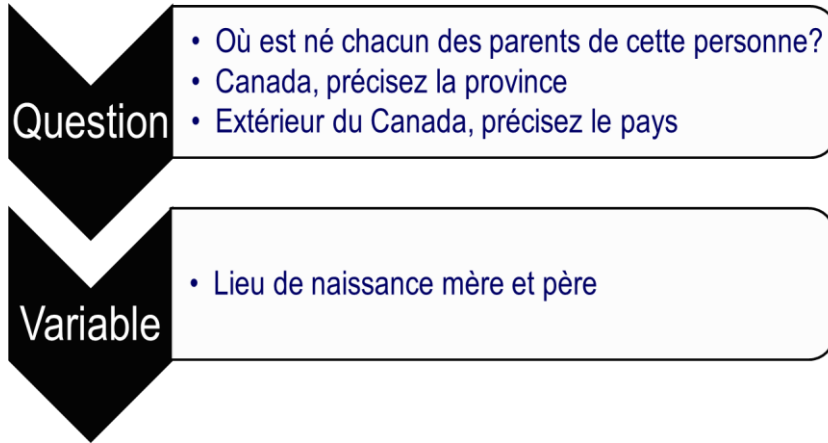 Question
• Où est né chacun des parents de cette personne?
• Canada, précisez la province
• Extérieur du Canada, précisez le pays
Variable
• Lieu de naissance mère et père